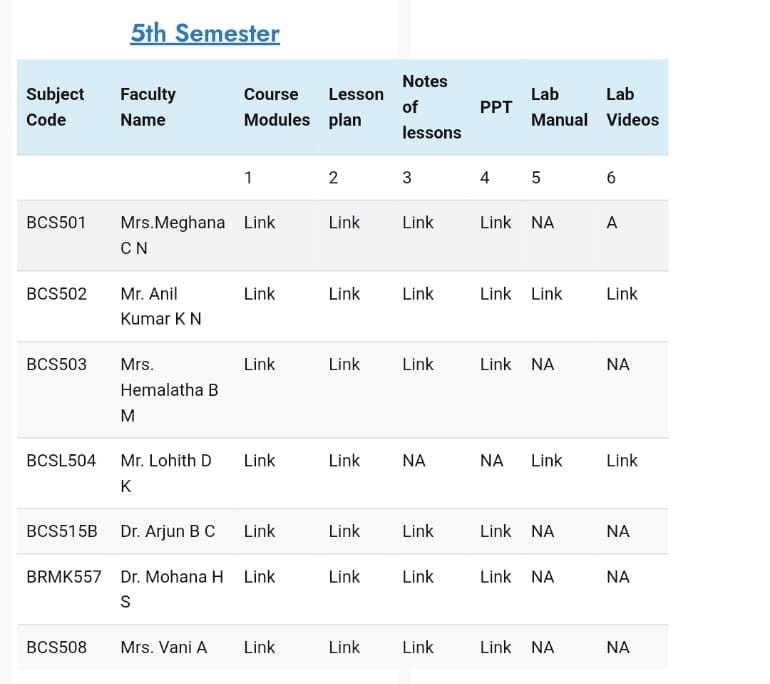 5th Semester
Subject Code Faculty Name Course Modules Lesson plan Notes of lessons PPT Lab Manual Lab Videos
1 2 3 4 5 6
BCS501 Mrs.Meghana C N Link Link Link Link NA A
BCS502 Mr. Anil Kumar K N Link Link Link Link Link Link
BCS503 Mrs. Hemalatha B M Link Link Link Link NA NA
BCSL504 Mr. Lohith D K Link Link NA NA Link Link
BCS515B Dr. Arjun B C Link Link Link Link NA NA
BRMK557 Dr. Mohana H S Link Link Link Link NA NA
BCS508 Mrs. Vani A Link Link Link Link NA NA